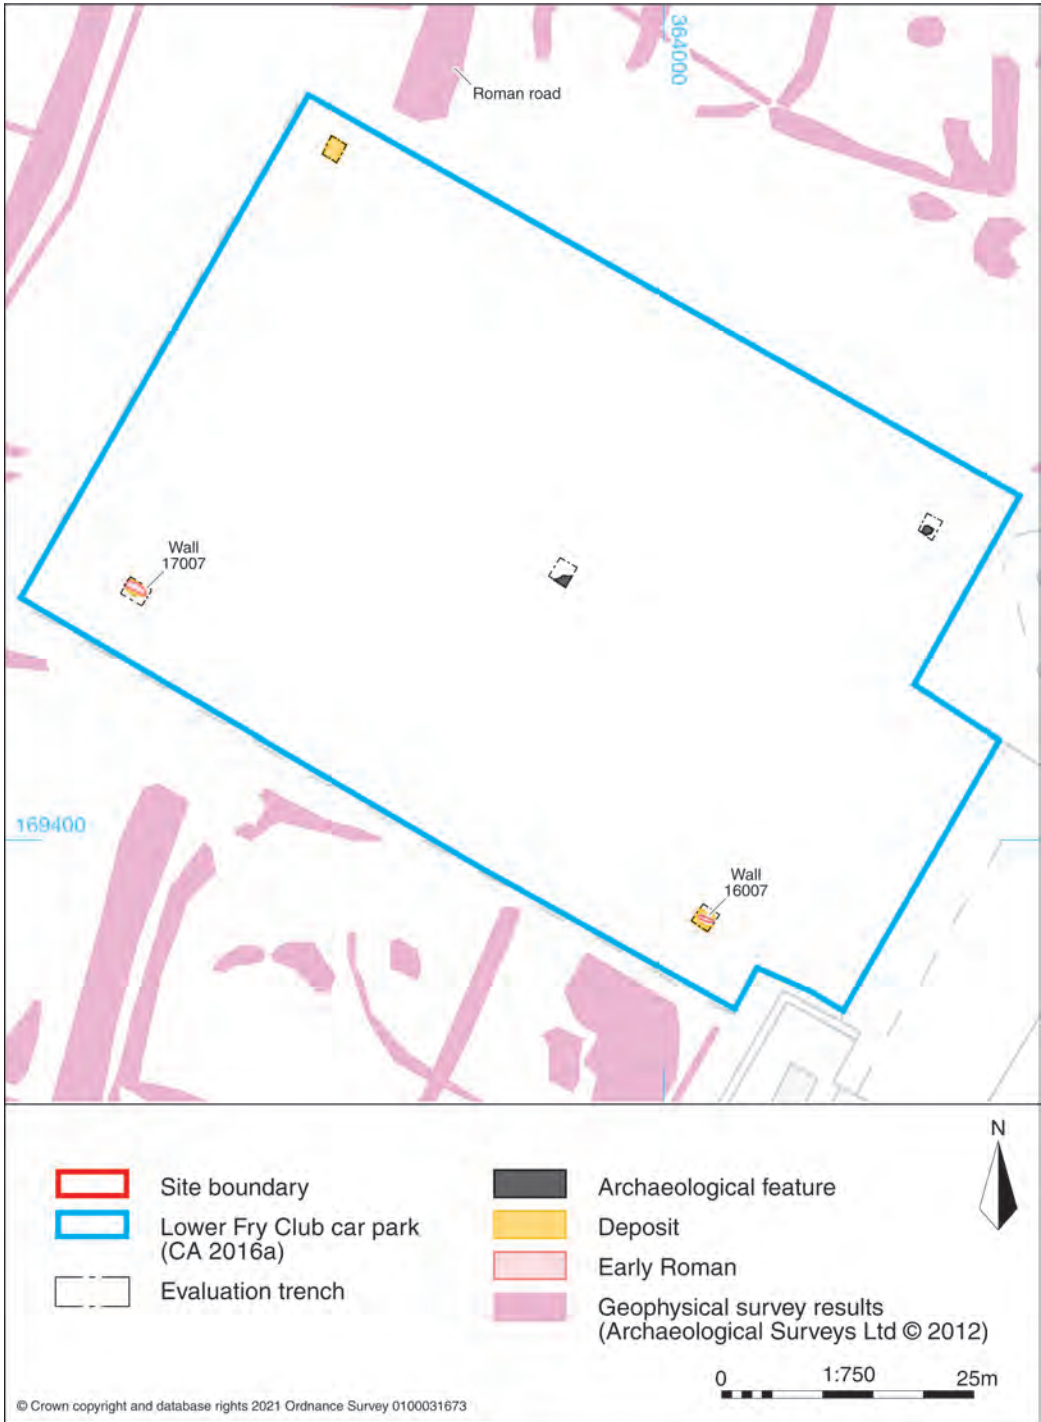 364000
Roman road
Wall
17007
169400
Wall
16007
N
Site boundary
Lower Fry Club car park
(CA 2016a)
Evaluation trench
Archaeological feature
Deposit
Early Roman
Geophysical survey results
(Archaeological Surveys Ltd © 2012)
0 1:750 25m
© Crown copyright and database rights 2021 Ordnance Survey 0100031673